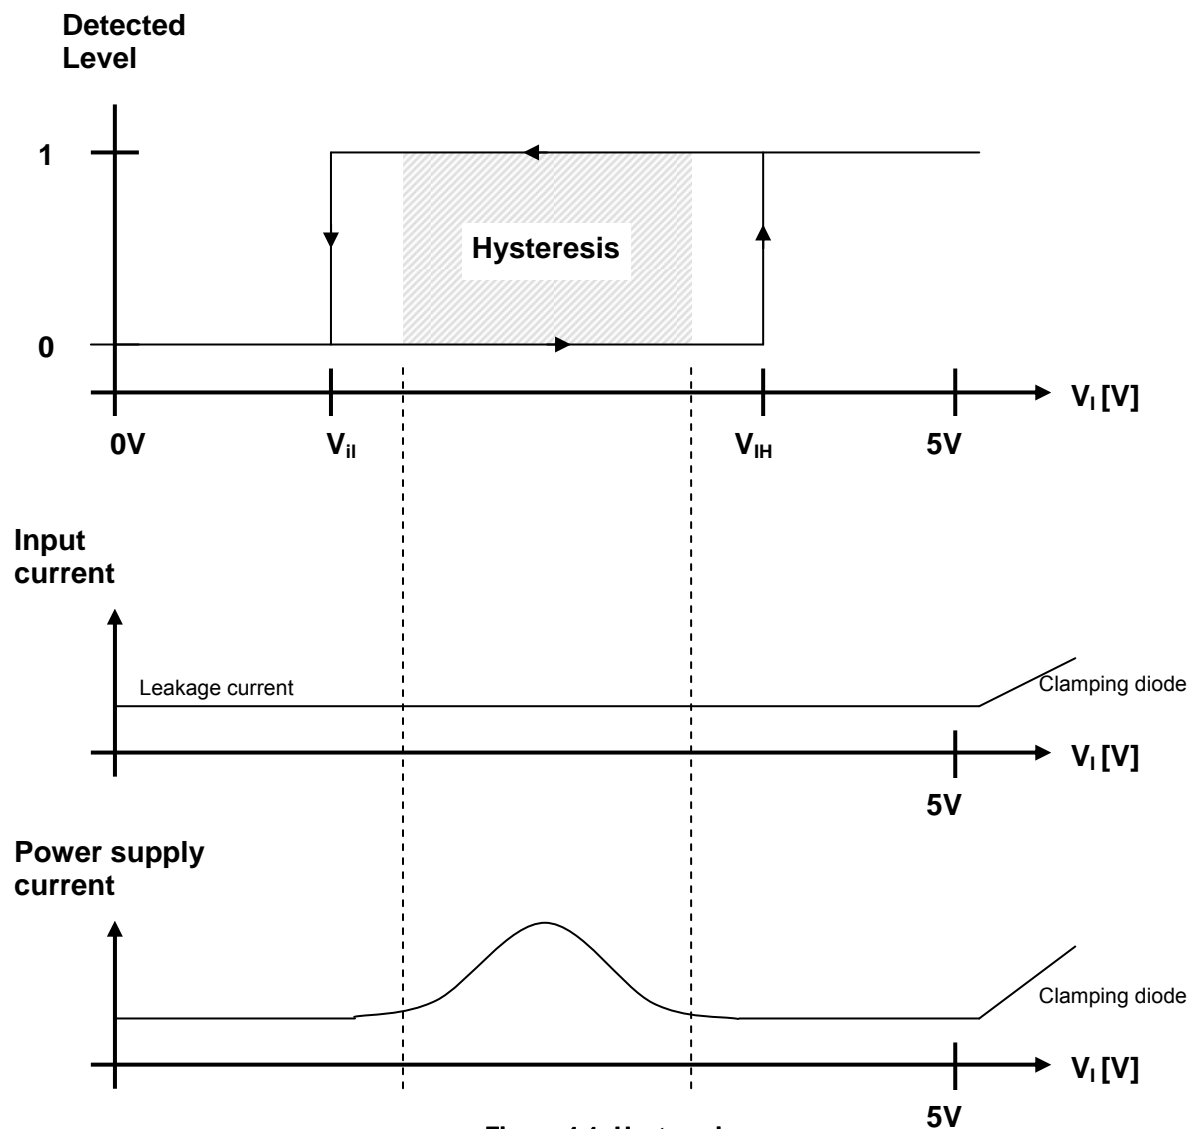 Detected
Level
1
Hysteresis
0
V_I [V]
0V
V_il
V_IH
5V
Input
current
Leakage current
Clamping diode
V_I [V]
5V
Power supply
current
Clamping diode
V_I [V]
5V